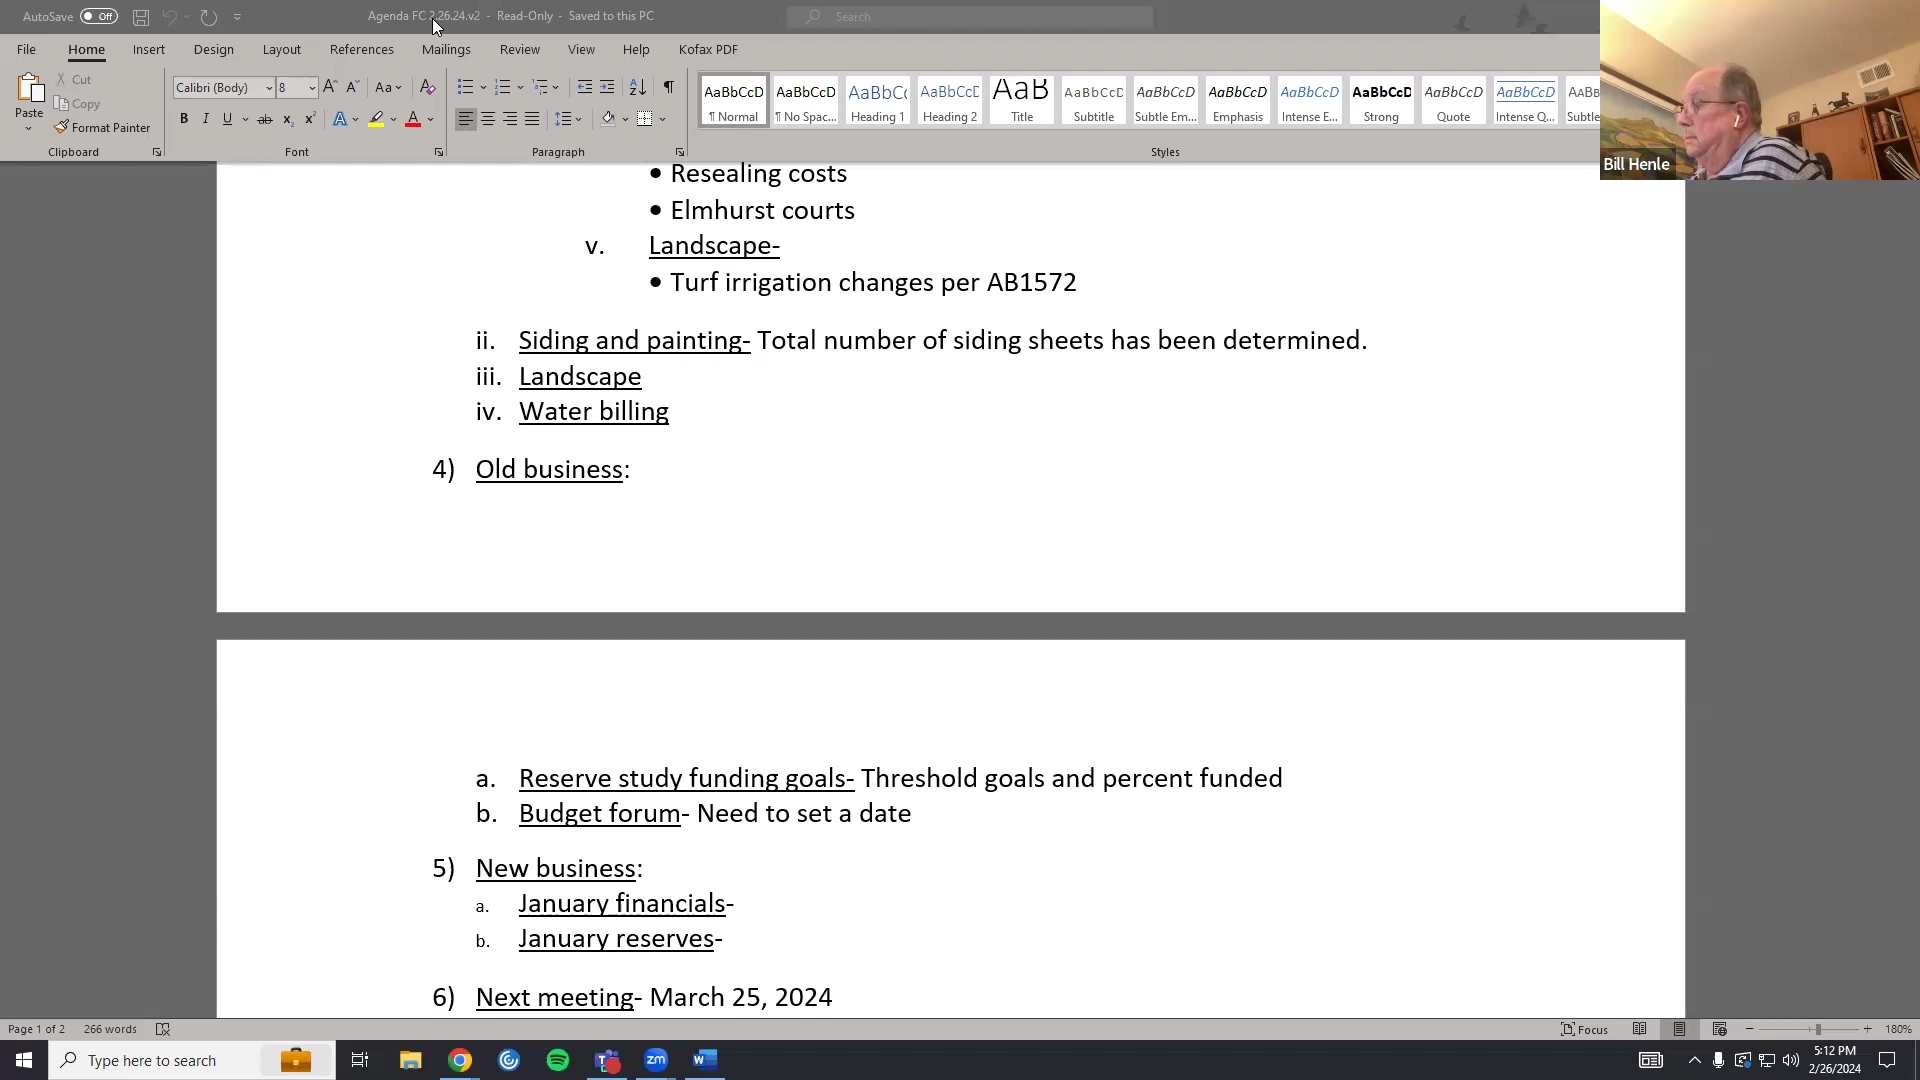 AutoSave Off Agenda FC 2.26.24.v2 - Read-Only - Saved to this PC Search
File Home Insert Design Layout References Mailings Review View Help Kofax PDF
Paste Cut Copy Format Painter
Calibri (Body) 8
AaBbCcD AaBbCcD AaBbCc AaBbCcD AaB AaBbCcD AaBbCcD AaBbCcD AaBbCcD AaBbCcD AaBbCcD AaBbCcD AaBb
¶ Normal ¶ No Spac... Heading 1 Heading 2 Title Subtitle Subtle Em... Emphasis Intense E... Strong Quote Intense Q... Subtle
Clipboard Font Paragraph Styles
Bill Henle
• Resealing costs
• Elmhurst courts
v. Landscape-
• Turf irrigation changes per AB1572
ii. Siding and painting- Total number of siding sheets has been determined.
iii. Landscape
iv. Water billing
4) Old business:
a. Reserve study funding goals- Threshold goals and percent funded
b. Budget forum- Need to set a date
5) New business:
a. January financials-
b. January reserves-
6) Next meeting- March 25, 2024
Page 1 of 2 266 words Focus 180%
Type here to search
5:12 PM
2/26/2024